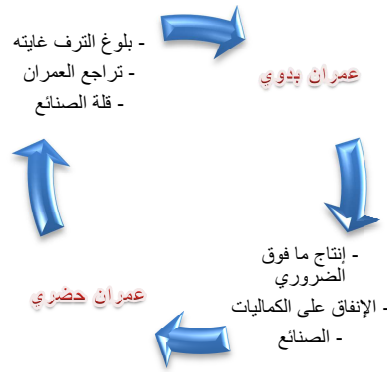 - بلوغ الترف غايته
- تراجع العمران
- قلة الصنائع
عمران بدوي
- إنتاج ما فوق
الضروري
- الإنفاق على الكماليات
- الصنائع
عمران حضري